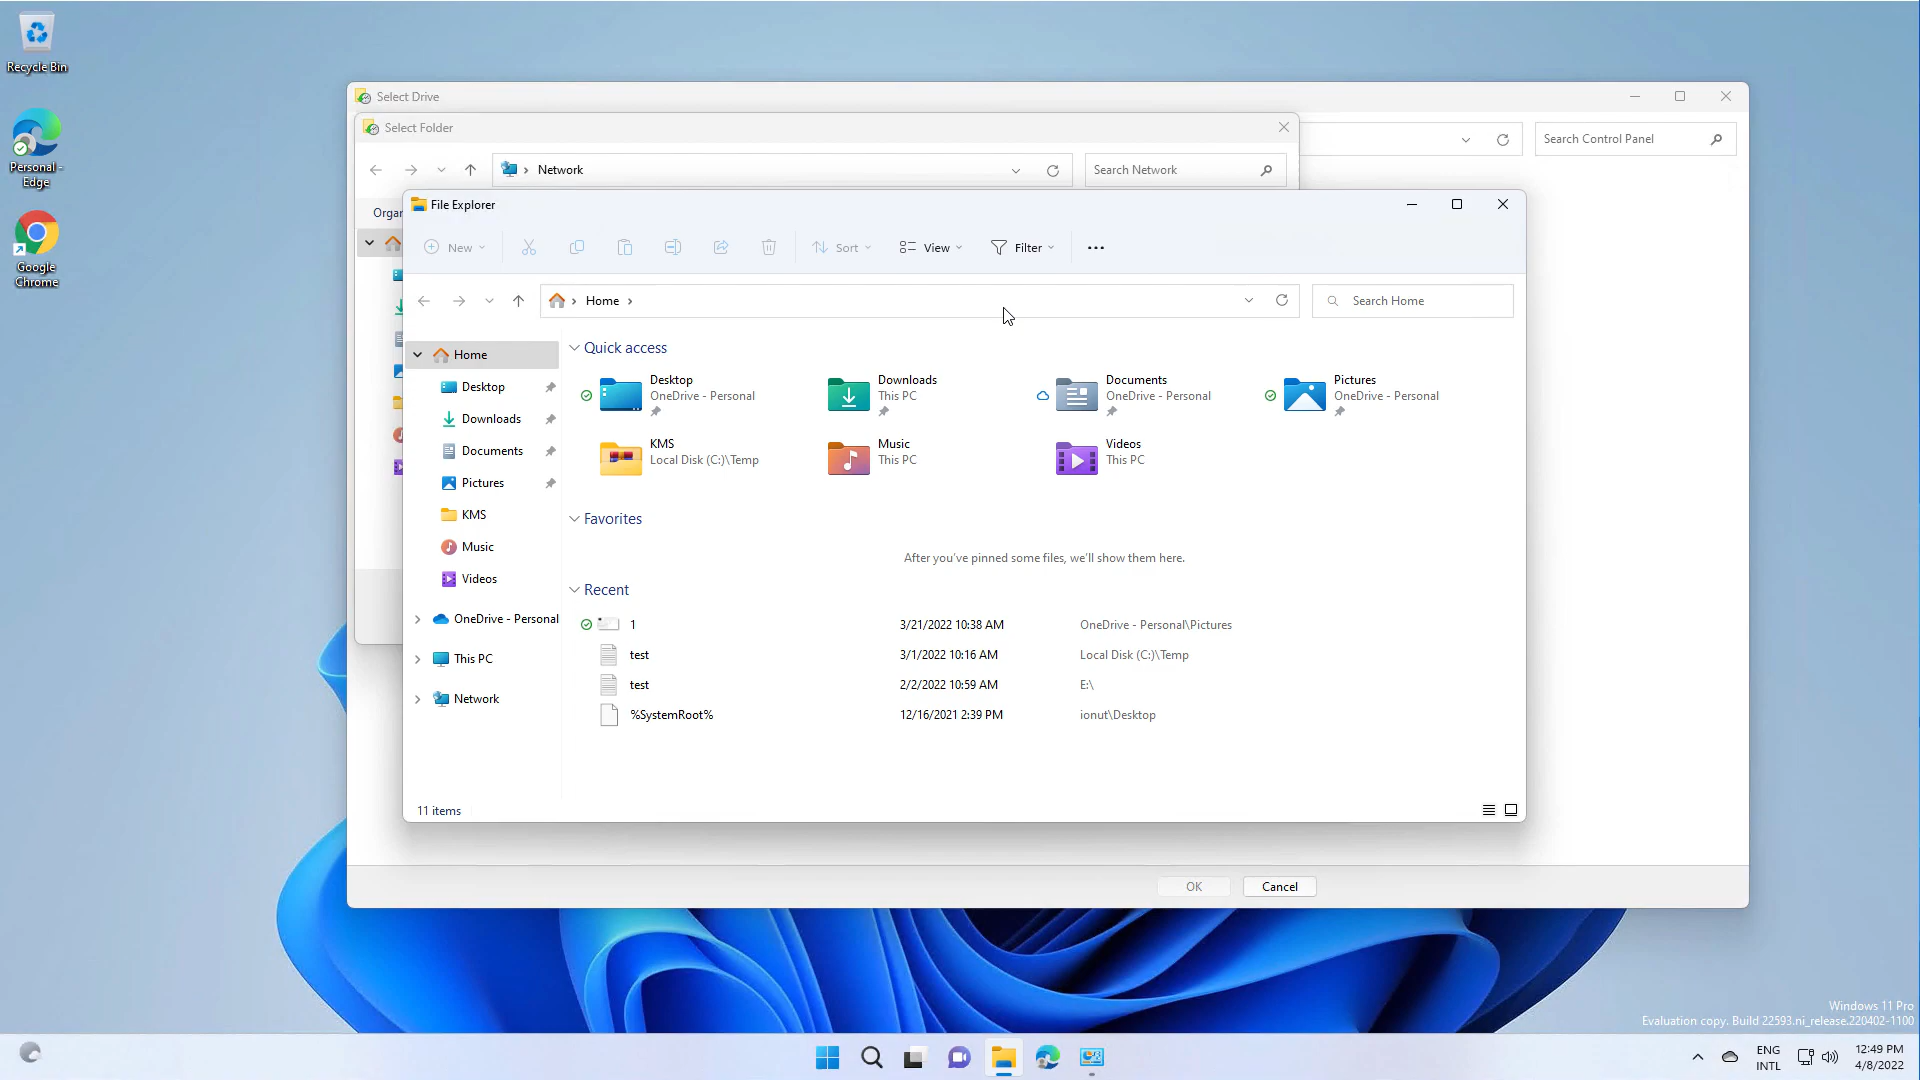 Recycle Bin
Personal - Edge
Google Chrome
Select Drive
Search Control Panel
Select Folder
Network
Search Network
Organ
File Explorer
New
Sort
View
Filter
Home
Search Home
Home
Desktop
Downloads
Documents
Pictures
KMS
Music
Videos
OneDrive - Personal
This PC
Network
Quick access
Desktop
OneDrive - Personal
Downloads
This PC
Documents
OneDrive - Personal
Pictures
OneDrive - Personal
KMS
Local Disk (C:)\Temp
Music
This PC
Videos
This PC
Favorites
After you've pinned some files, we'll show them here.
Recent
1 3/21/2022 10:38 AM OneDrive - Personal\Pictures
test 3/1/2022 10:16 AM Local Disk (C:)\Temp
test 2/2/2022 10:59 AM E:\
%SystemRoot% 12/16/2021 2:39 PM ionut\Desktop
11 items
OK
Cancel
Windows 11 Pro
Evaluation copy. Build 22593.ni_release.220402-1100
ENG
INTL
12:49 PM
4/8/2022